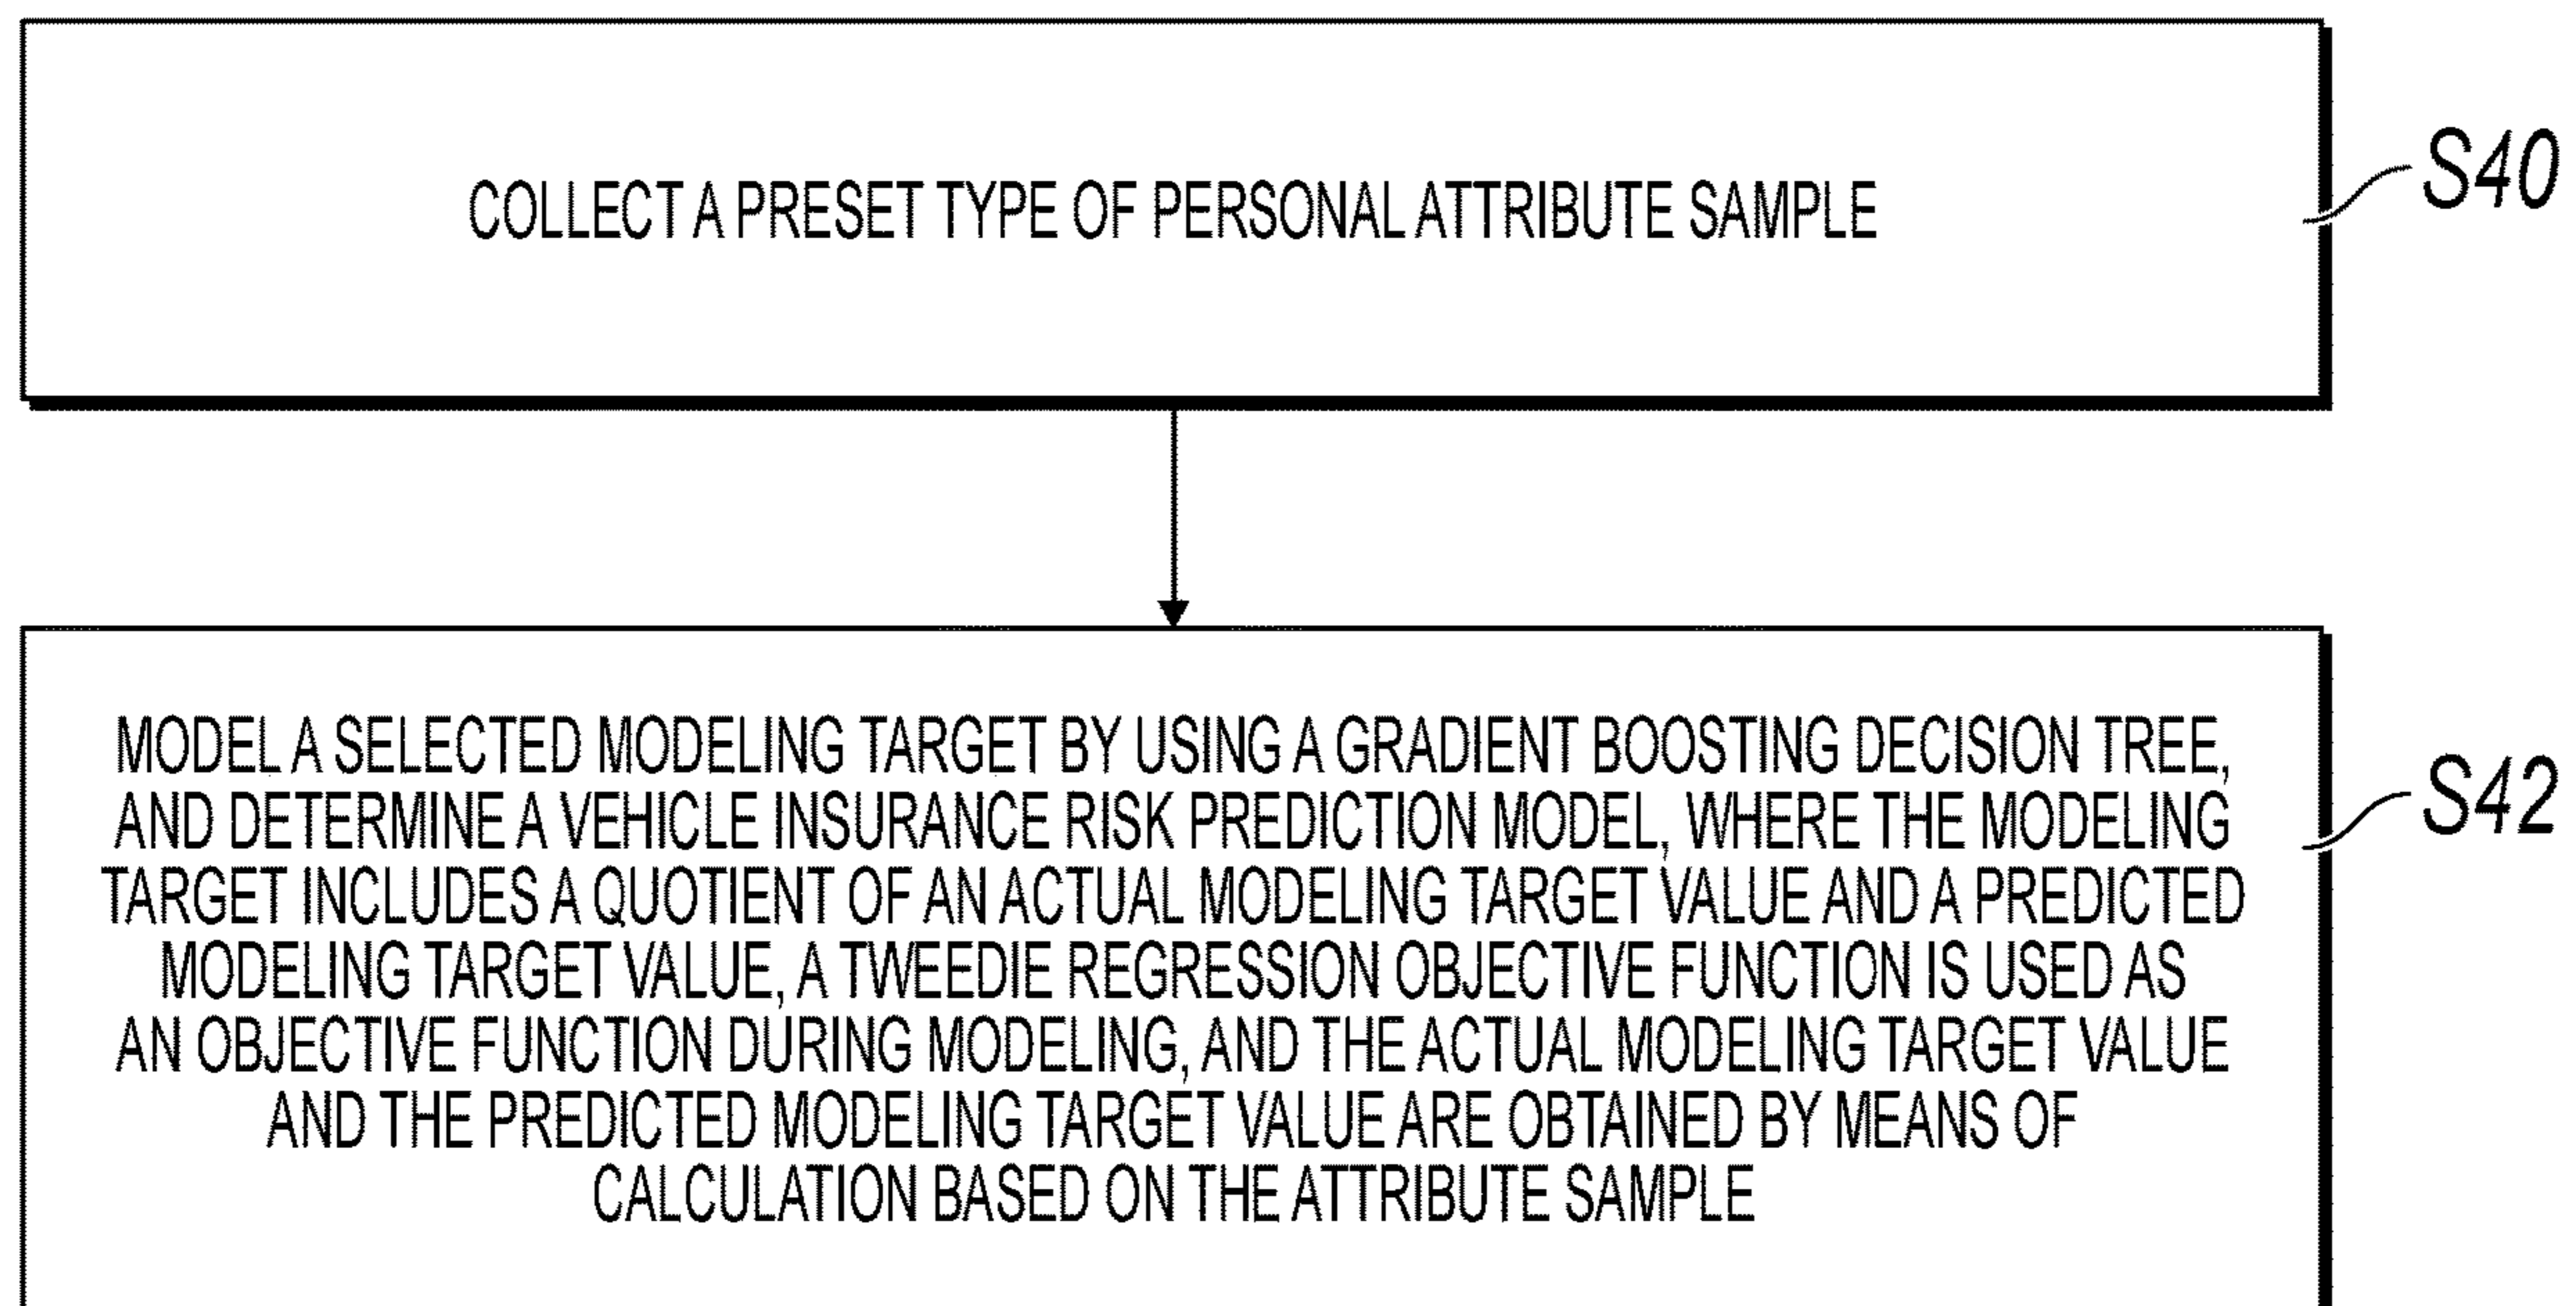 COLLECT A PRESET TYPE OF PERSONAL ATTRIBUTE SAMPLE
S40
MODEL A SELECTED MODELING TARGET BY USING A GRADIENT BOOSTING DECISION TREE,
AND DETERMINE A VEHICLE INSURANCE RISK PREDICTION MODEL, WHERE THE MODELING
TARGET INCLUDES A QUOTIENT OF AN ACTUAL MODELING TARGET VALUE AND A PREDICTED
MODELING TARGET VALUE, A TWEEDIE REGRESSION OBJECTIVE FUNCTION IS USED AS
AN OBJECTIVE FUNCTION DURING MODELING, AND THE ACTUAL MODELING TARGET VALUE
AND THE PREDICTED MODELING TARGET VALUE ARE OBTAINED BY MEANS OF
CALCULATION BASED ON THE ATTRIBUTE SAMPLE
S42